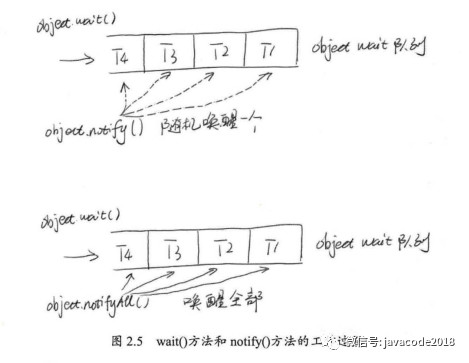 object.wait()
T4 T3 T2 T1 object wait 队列
object.notify() 随机唤醒一个
object.wait()
T4 T3 T2 T1 object wait 队列
object.notifyAll() 唤醒全部
图 2.5 wait()方法和 notify()方法的工
微信号: javacode2018